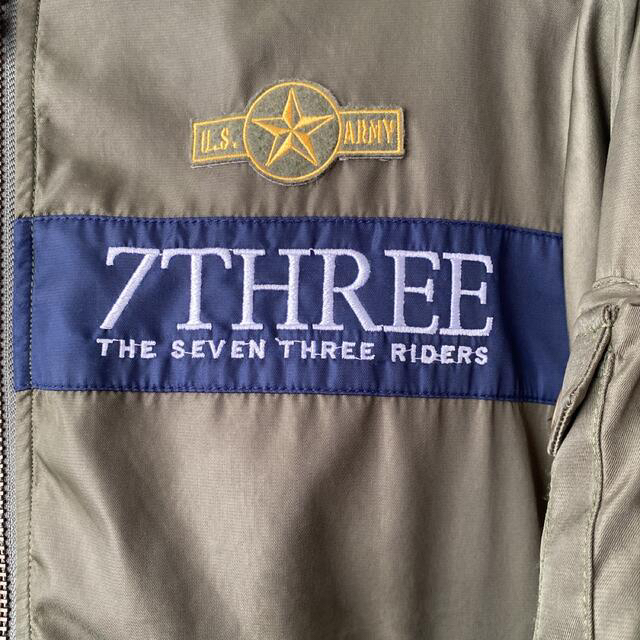 U.S. ARMY
7THREE
THE SEVEN THREE RIDERS